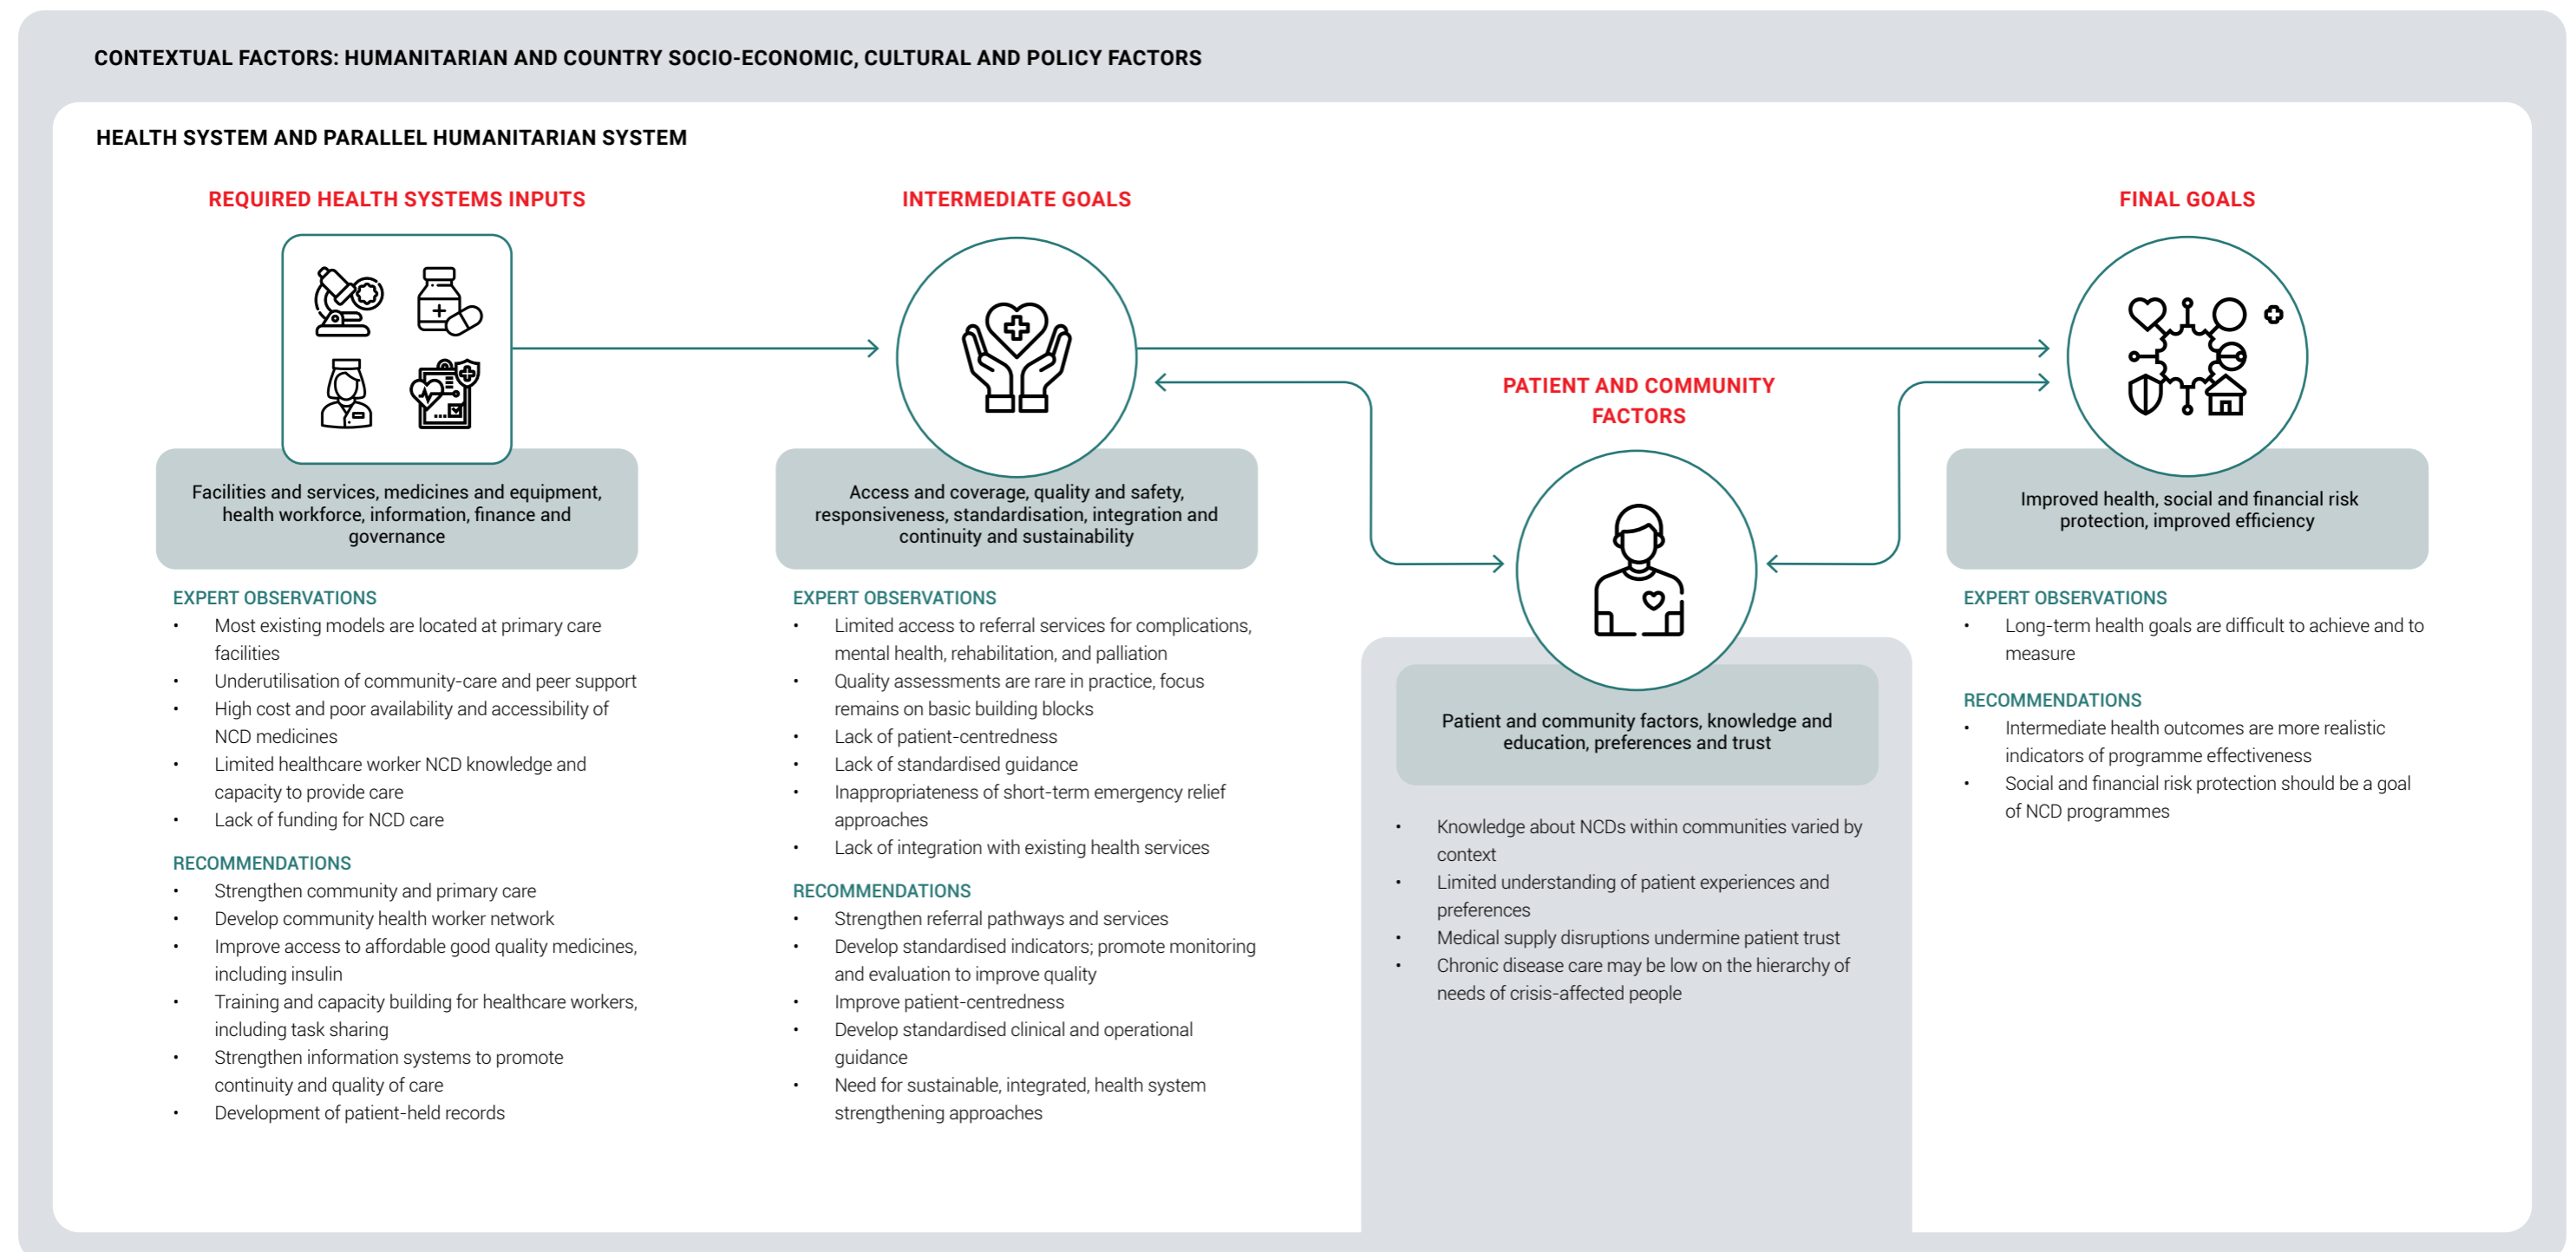 CONTEXTUAL FACTORS: HUMANITARIAN AND COUNTRY SOCIO-ECONOMIC, CULTURAL AND POLICY FACTORS
HEALTH SYSTEM AND PARALLEL HUMANITARIAN SYSTEM
REQUIRED HEALTH SYSTEMS INPUTS
Facilities and services, medicines and equipment,
health workforce, information, finance and
governance
EXPERT OBSERVATIONS
• Most existing models are located at primary care
facilities
• Underutilisation of community-care and peer support
• High cost and poor availability and accessibility of
NCD medicines
• Limited healthcare worker NCD knowledge and
capacity to provide care
• Lack of funding for NCD care
RECOMMENDATIONS
• Strengthen community and primary care
• Develop community health worker network
• Improve access to affordable good quality medicines,
including insulin
• Training and capacity building for healthcare workers,
including task sharing
• Strengthen information systems to promote
continuity and quality of care
• Development of patient-held records
INTERMEDIATE GOALS
Access and coverage, quality and safety,
responsiveness, standardisation, integration and
continuity and sustainability
EXPERT OBSERVATIONS
• Limited access to referral services for complications,
mental health, rehabilitation, and palliation
• Quality assessments are rare in practice, focus
remains on basic building blocks
• Lack of patient-centredness
• Lack of standardised guidance
• Inappropriateness of short-term emergency relief
approaches
• Lack of integration with existing health services
RECOMMENDATIONS
• Strengthen referral pathways and services
• Develop standardised indicators; promote monitoring
and evaluation to improve quality
• Improve patient-centredness
• Develop standardised clinical and operational
guidance
• Need for sustainable, integrated, health system
strengthening approaches
PATIENT AND COMMUNITY
FACTORS
Patient and community factors, knowledge and
education, preferences and trust
• Knowledge about NCDs within communities varied by
context
• Limited understanding of patient experiences and
preferences
• Medical supply disruptions undermine patient trust
• Chronic disease care may be low on the hierarchy of
needs of crisis-affected people
FINAL GOALS
Improved health, social and financial risk
protection, improved efficiency
EXPERT OBSERVATIONS
• Long-term health goals are difficult to achieve and to
measure
RECOMMENDATIONS
• Intermediate health outcomes are more realistic
indicators of programme effectiveness
• Social and financial risk protection should be a goal
of NCD programmes